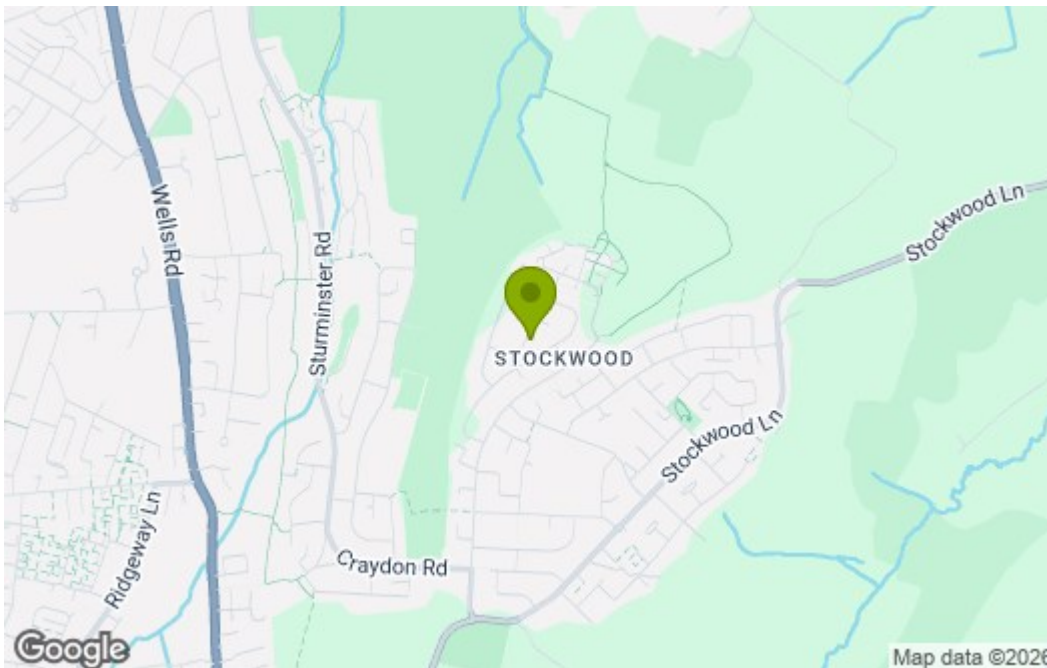 Wells Rd
Sturminster Rd
Stockwood Ln
STOCKWOOD
Stockwood Ln
Ridgeway Ln
Craydon Rd
Google
Map data ©2026